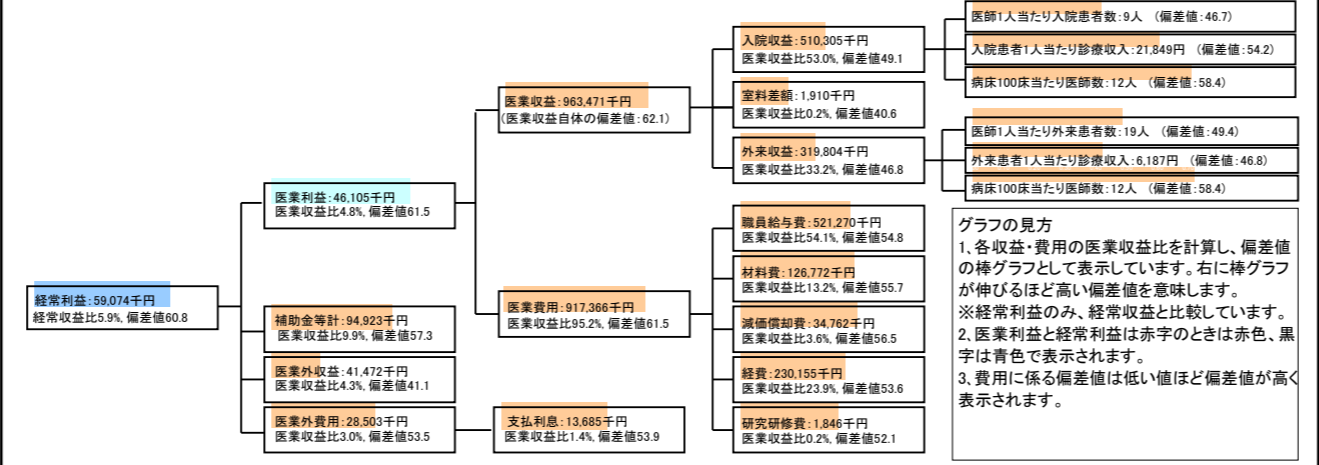 経常利益：59,074千円
経常収益比5.9%, 偏差値60.8
医業利益：46,105千円
医業収益比4.8%, 偏差値61.5
補助金等計：94,923千円
医業収益比9.9%, 偏差値57.3
医業外収益：41,472千円
医業収益比4.3%, 偏差値41.1
医業外費用：28,503千円
医業収益比3.0%, 偏差値53.5
医業収益：963,471千円
（医業収益自体の偏差値：62.1）
医業費用：917,366千円
医業収益比95.2%, 偏差値61.5
支払利息：13,685千円
医業収益比1.4%, 偏差値53.9
入院収益：510,305千円
医業収益比53.0%, 偏差値49.1
室料差額：1,910千円
医業収益比0.2%, 偏差値40.6
外来収益：319,804千円
医業収益比33.2%, 偏差値46.8
職員給与費：521,270千円
医業収益比54.1%, 偏差値54.8
材料費：126,772千円
医業収益比13.2%, 偏差値55.7
減価償却費：34,762千円
医業収益比3.6%, 偏差値56.5
経費：230,155千円
医業収益比23.9%, 偏差値53.6
研究研修費：1,846千円
医業収益比0.2%, 偏差値52.1
医師1人当たり入院患者数：9人　（偏差値：46.7）
入院患者1人当たり診療収入：21,849円　（偏差値：54.2）
病床100床当たり医師数：12人　（偏差値：58.4）
医師1人当たり外来患者数：19人　（偏差値：49.4）
外来患者1人当たり診療収入：6,187円　（偏差値：46.8）
病床100床当たり医師数：12人　（偏差値：58.4）
グラフの見方
1、各収益・費用の医業収益比を計算し、偏差値
の棒グラフとして表示しています。右に棒グラフ
が伸びるほど高い偏差値を意味します。
※経常利益のみ、経常収益と比較しています。
2、医業利益と経常利益は赤字のときは赤色、黒
字は青色で表示されます。
3、費用に係る偏差値は低い値ほど偏差値が高く
表示されます。